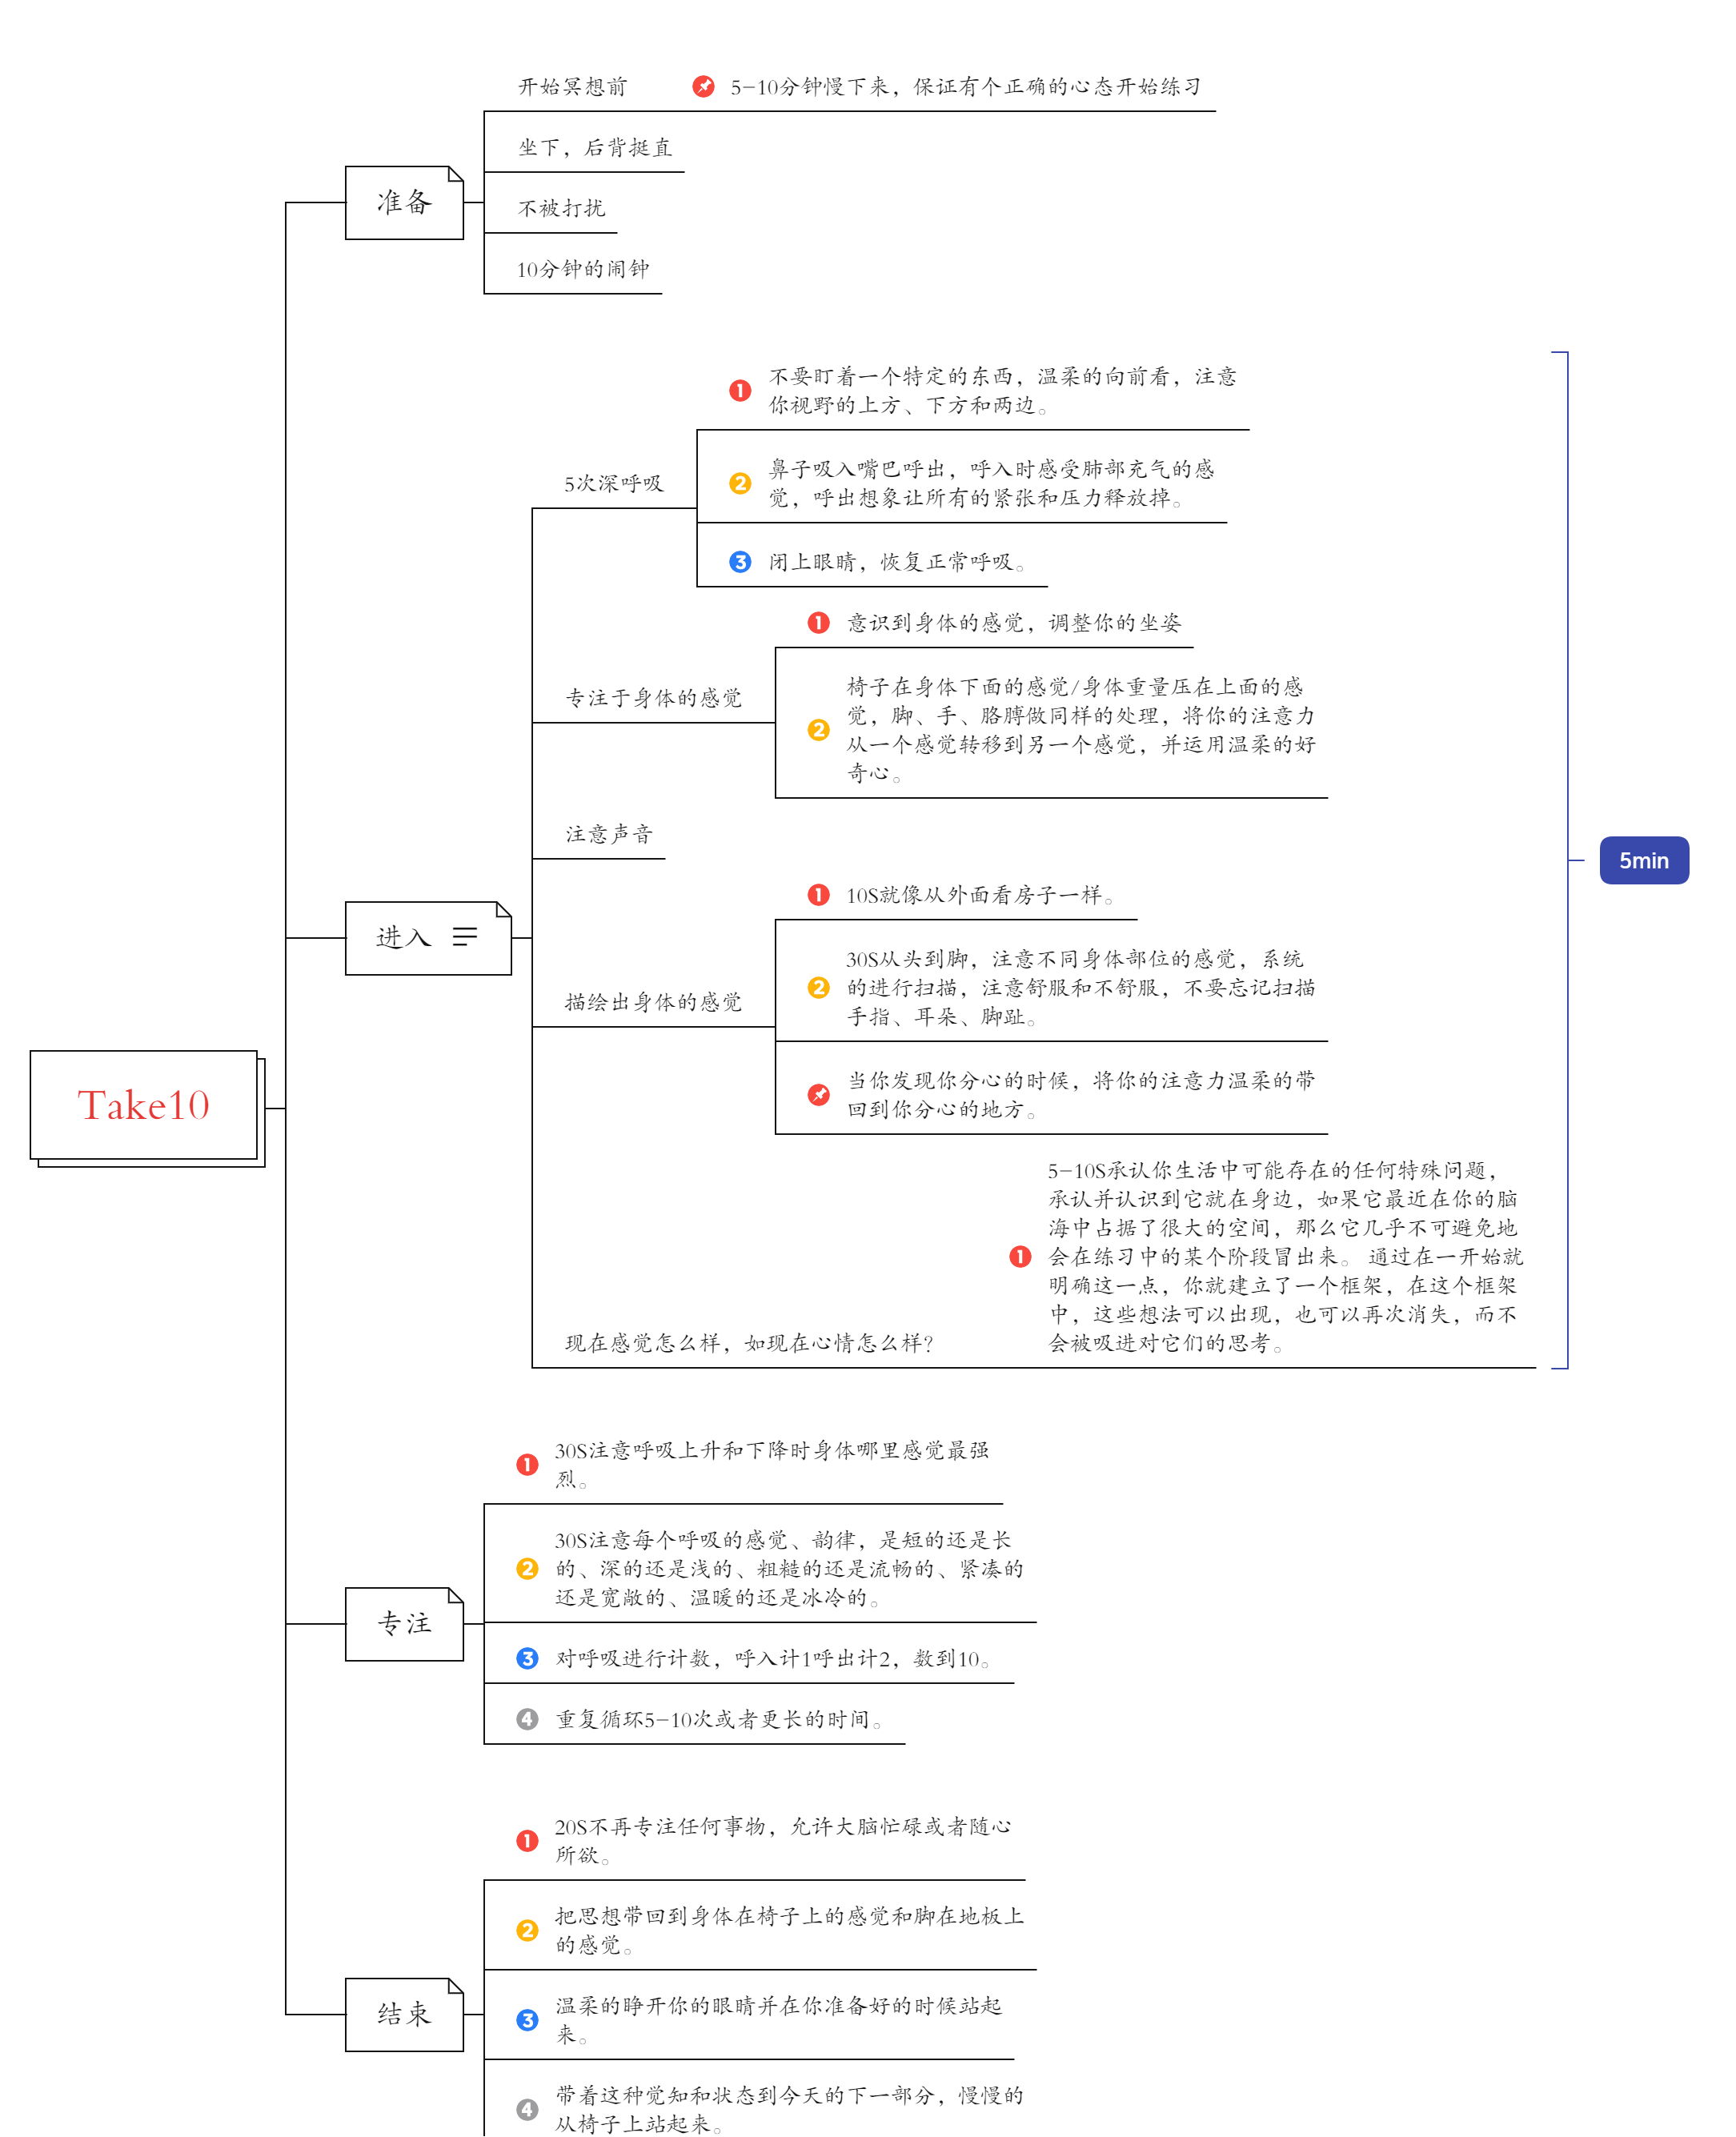 Take10
准备
开始冥想前
5-10分钟慢下来，保证有个正确的心态开始练习
坐下，后背挺直
不被打扰
10分钟的闹钟
进入
5次深呼吸
1 不要盯着一个特定的东西，温柔的向前看，注意
你视野的上方、下方和两边。
2 鼻子吸入嘴巴呼出，呼入时感受肺部充气的感
觉，呼出想象让所有的紧张和压力释放掉。
3 闭上眼睛，恢复正常呼吸。
专注于身体的感觉
1 意识到身体的感觉，调整你的坐姿
2 椅子在身体下面的感觉/身体重量压在上面的感
觉，脚、手、胳膊做同样的处理，将你的注意力
从一个感觉转移到另一个感觉，并运用温柔的好
奇心。
注意声音
描绘出身体的感觉
1 10S就像从外面看房子一样。
2 30S从头到脚，注意不同身体部位的感觉，系统
的进行扫描，注意舒服和不舒服，不要忘记扫描
手指、耳朵、脚趾。
当你发现你分心的时候，将你的注意力温柔的带
回到你分心的地方。
现在感觉怎么样，如现在心情怎么样？
1 5-10S承认你生活中可能存在的任何特殊问题，
承认并认识到它就在身边，如果它最近在你的脑
海中占据了很大的空间，那么它几乎不可避免地
会在练习中的某个阶段冒出来。 通过在一开始就
明确这一点，你就建立了一个框架，在这个框架
中，这些想法可以出现，也可以再次消失，而不
会被吸进对它们的思考。
5min
专注
1 30S注意呼吸上升和下降时身体哪里感觉最强
烈。
2 30S注意每个呼吸的感觉、韵律，是短的还是长
的、深的还是浅的、粗糙的还是流畅的、紧凑的
还是宽敞的、温暖的还是冰冷的。
3 对呼吸进行计数，呼入计1呼出计2，数到10。
4 重复循环5-10次或者更长的时间。
结束
1 20S不再专注任何事物，允许大脑忙碌或者随心
所欲。
2 把思想带回到身体在椅子上的感觉和脚在地板上
的感觉。
3 温柔的睁开你的眼睛并在你准备好的时候站起
来。
4 带着这种觉知和状态到今天的下一部分，慢慢的
从椅子上站起来。